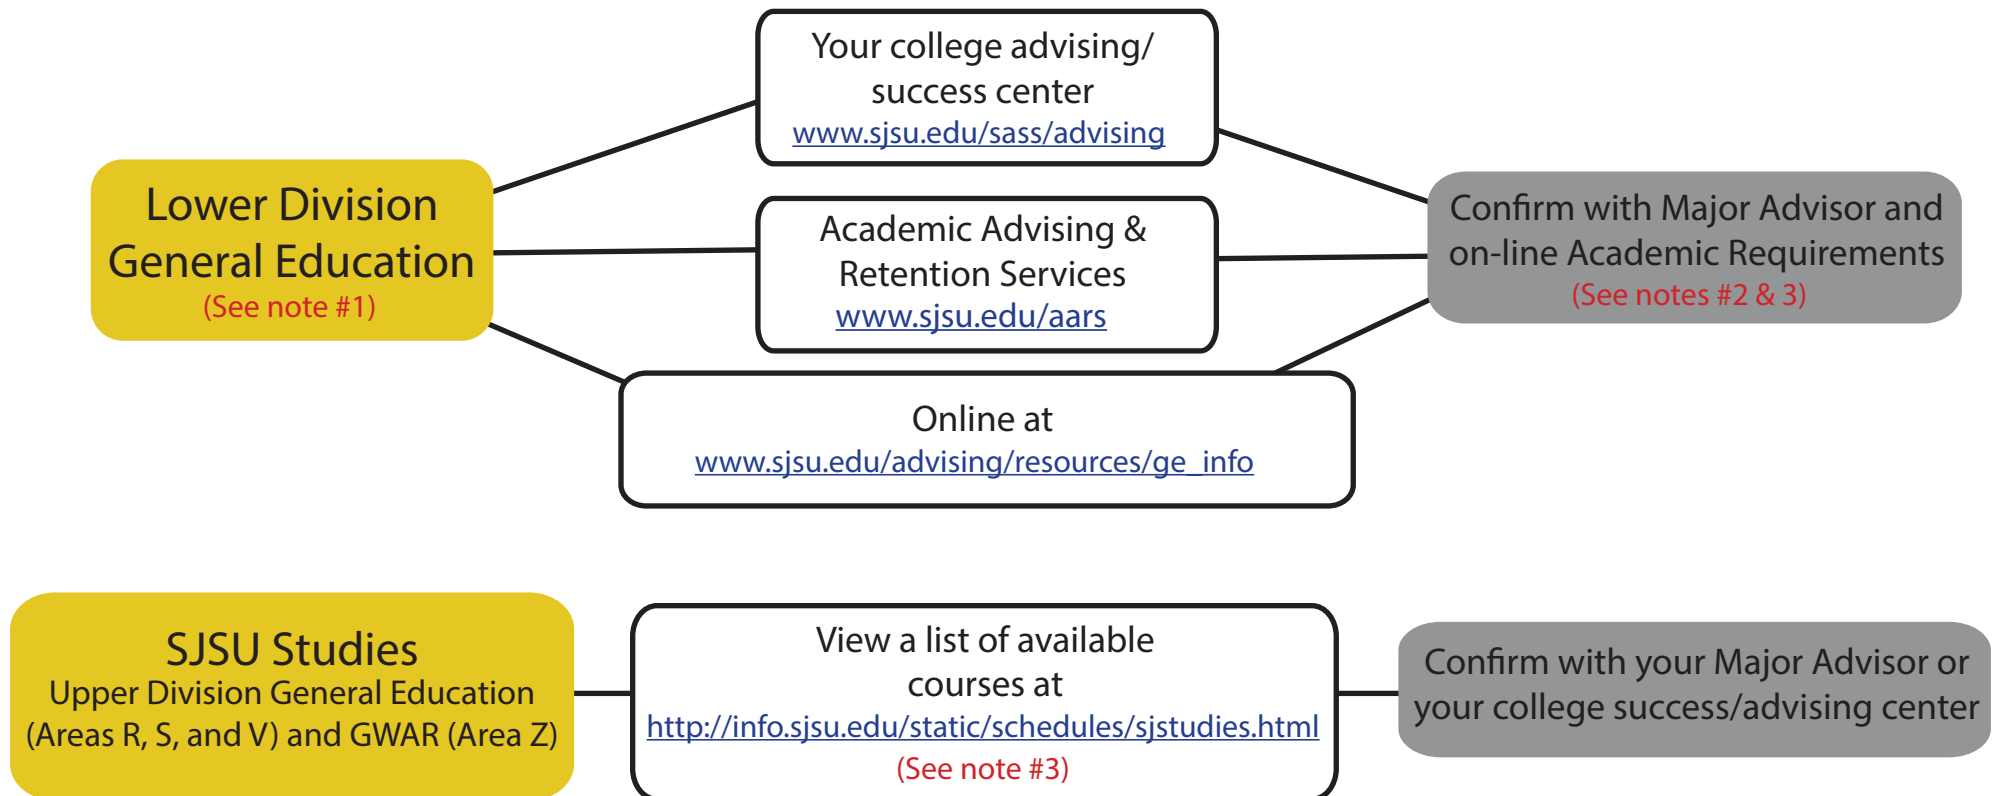 Your college advising/
success center
www.sjsu.edu/sass/advising
Lower Division
General Education
(See note #1)
Academic Advising &
Retention Services
www.sjsu.edu/aars
Confirm with Major Advisor and
on-line Academic Requirements
(See notes #2 & 3)
Online at
www.sjsu.edu/advising/resources/ge_info
SJSU Studies
Upper Division General Education
(Areas R, S, and V) and GWAR (Area Z)
View a list of available
courses at
http://info.sjsu.edu/static/schedules/sjstudies.html
(See note #3)
Confirm with your Major Advisor or
your college success/advising center